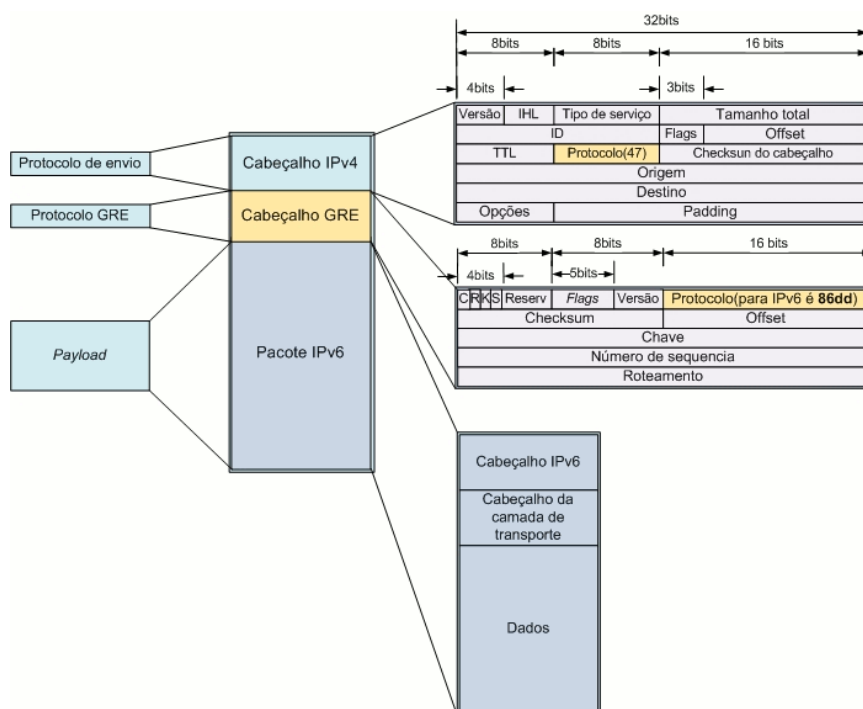 32bits
8bits 8bits 16 bits
4bits 3bits
Versão IHL Tipo de serviço Tamanho total
ID Flags Offset
TTL Protocolo(47) Checksun do cabeçalho
Origem
Destino
Opções Padding
Protocolo de envio
Protocolo GRE
Payload
Cabeçalho IPv4
Cabeçalho GRE
Pacote IPv6
8bits 8bits 16 bits
4bits 5bits
C R K S Reserv Flags Versão Protocolo(para IPv6 é 86dd)
Checksum Offset
Chave
Número de sequencia
Roteamento
Cabeçalho IPv6
Cabeçalho da
camada de
transporte
Dados